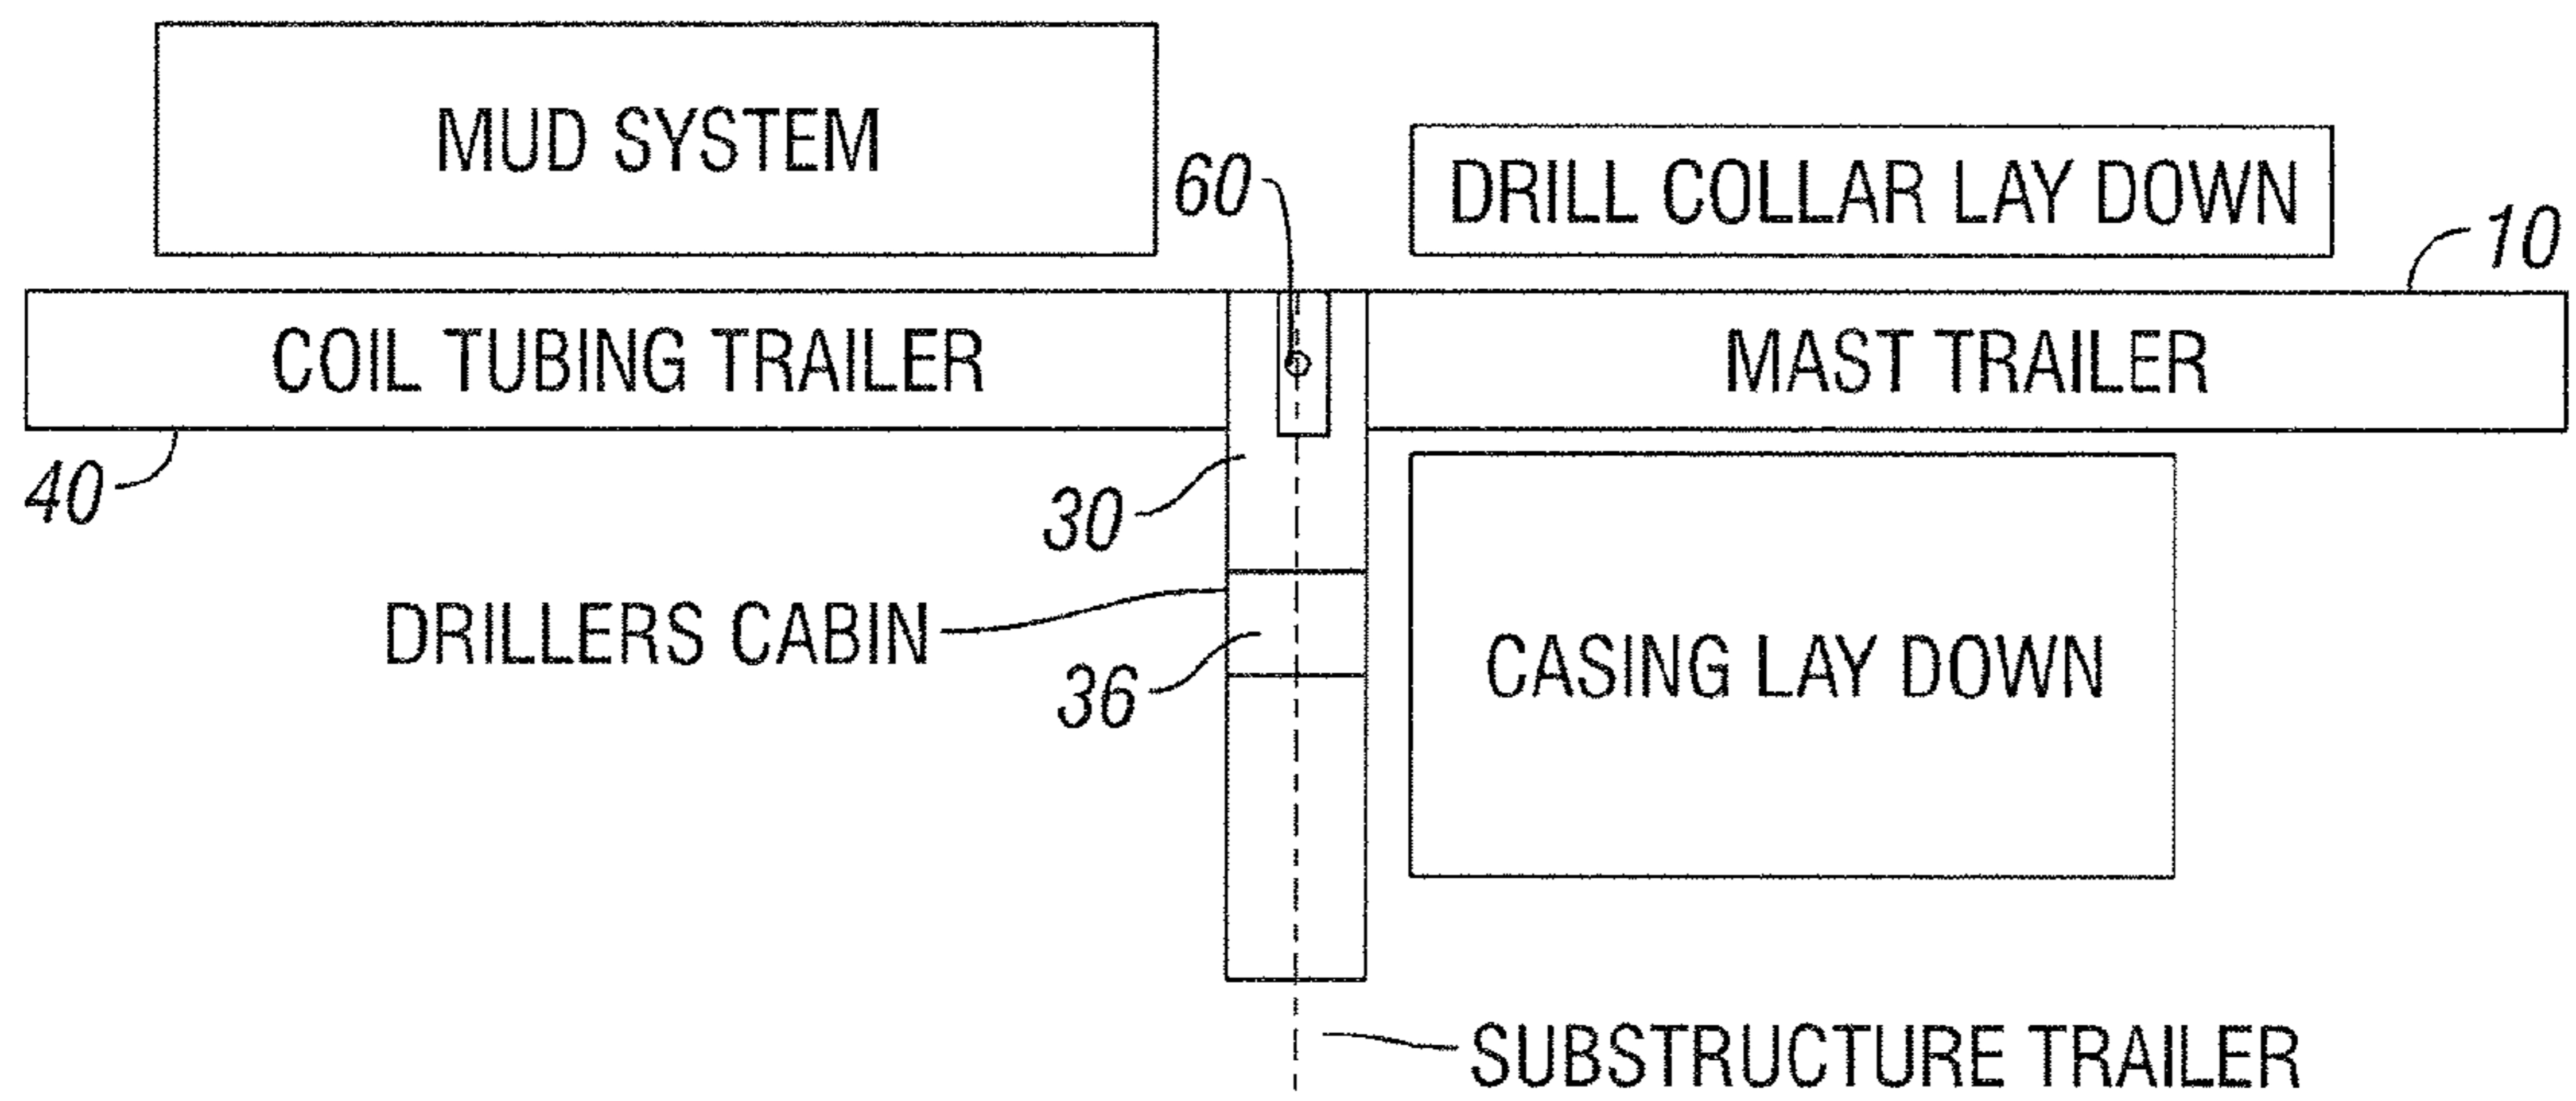 MUD SYSTEM
60
DRILL COLLAR LAY DOWN
10
COIL TUBING TRAILER
MAST TRAILER
40
30
DRILLERS CABIN
36
CASING LAY DOWN
SUBSTRUCTURE TRAILER